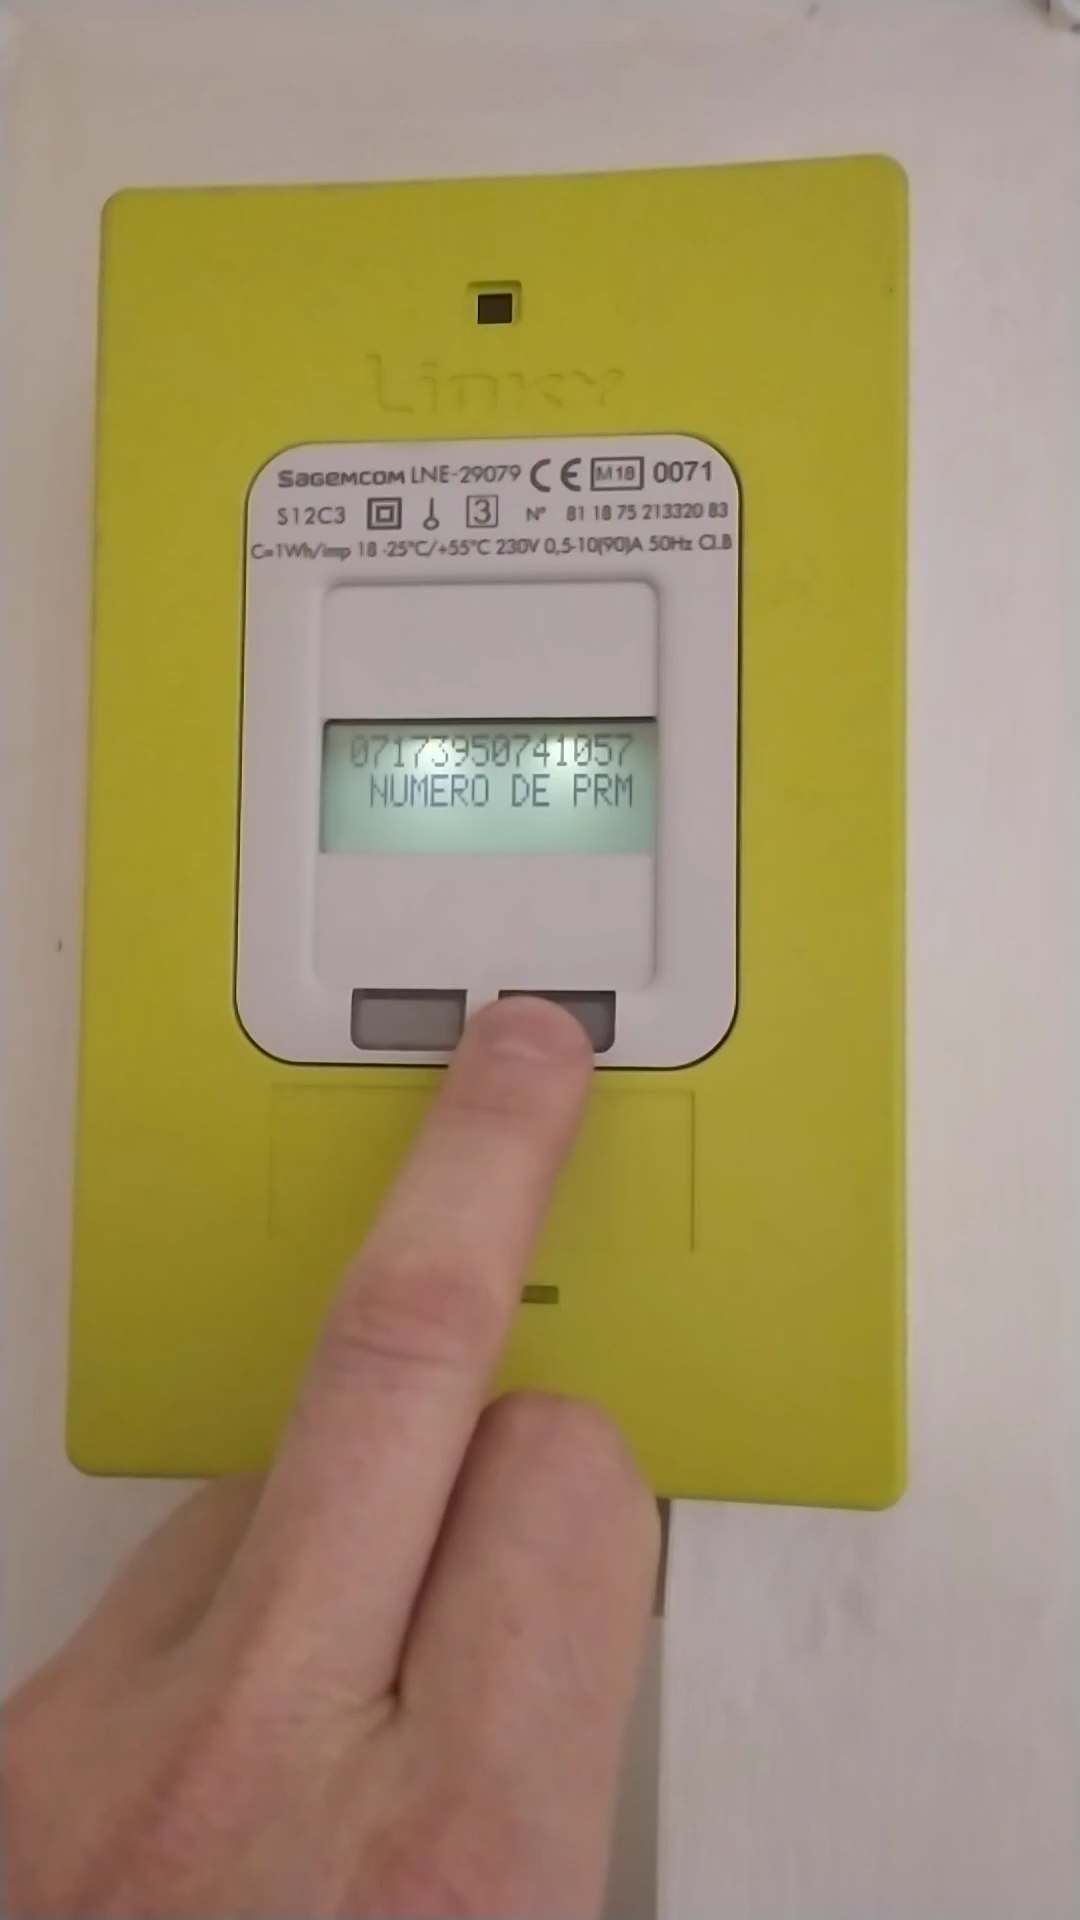 Linky
SAGEMCOM LNE-29079 CE M18 0071
S12C3 3 N° 81 18 75 213320 83
C=1Wh/imp 18 -25°C/+55°C 230V 0,5-10(90)A 50Hz Cl.B
07173950741057
NUMERO DE PRM